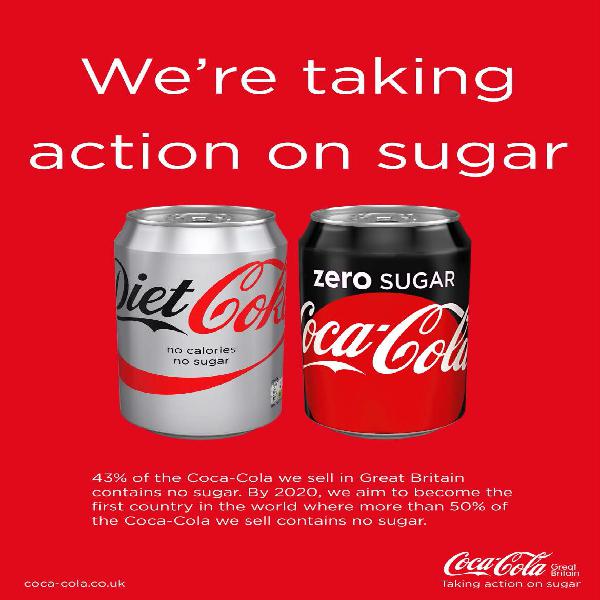 We're taking
action on sugar
Diet Coke
no calories
no sugar
zero SUGAR
Coca-Cola
43% of the Coca-Cola we sell in Great Britain
contains no sugar. By 2020, we aim to become the
first country in the world where more than 50% of
the Coca-Cola we sell contains no sugar.
coca-cola.co.uk
Coca-Cola Great
Britain
Taking action on sugar